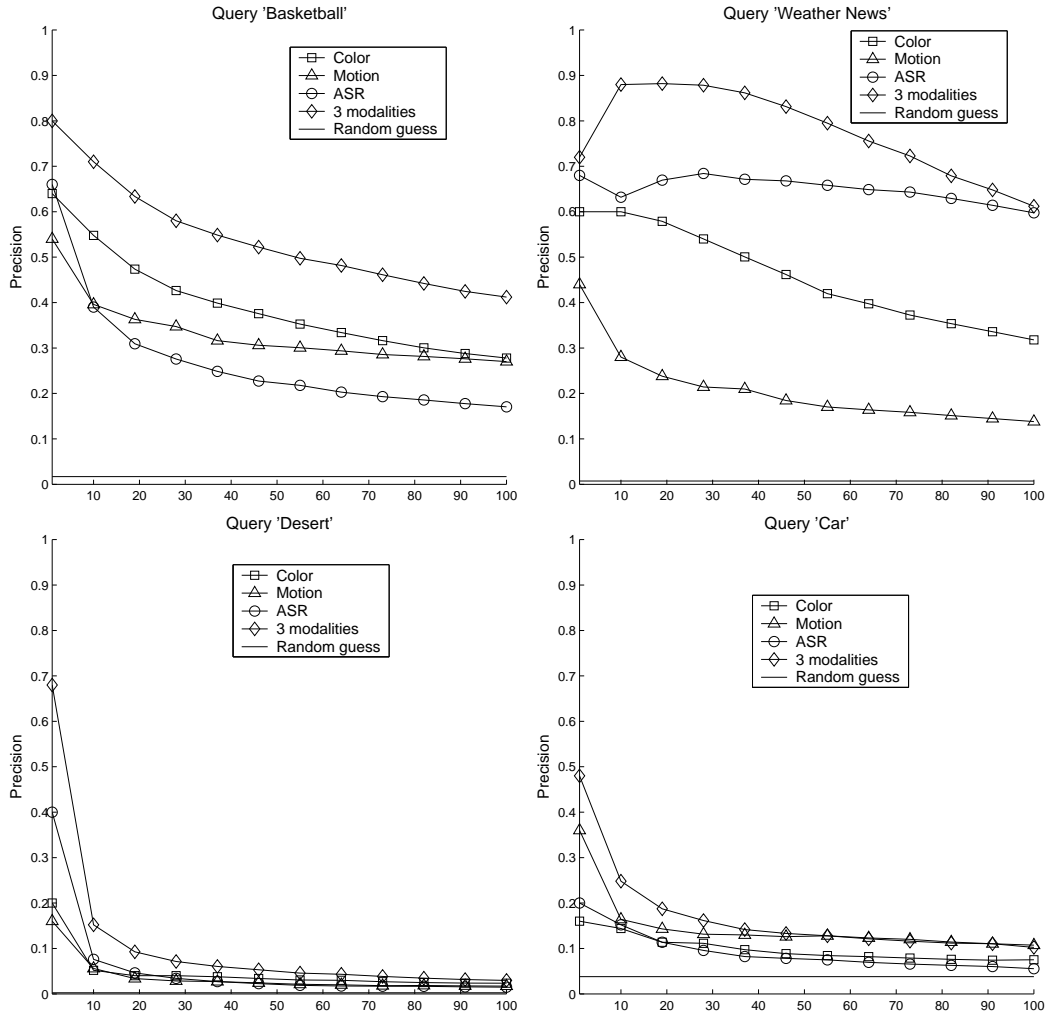 Query 'Basketball'
1
0.9
0.8
0.7
0.6
0.5
0.4
0.3
0.2
0.1
0
Precision
Color
Motion
ASR
3 modalities
Random guess
10 20 30 40 50 60 70 80 90 100
Query 'Weather News'
1
0.9
0.8
0.7
0.6
0.5
0.4
0.3
0.2
0.1
0
Precision
Color
Motion
ASR
3 modalities
Random guess
10 20 30 40 50 60 70 80 90 100
Query 'Desert'
1
0.9
0.8
0.7
0.6
0.5
0.4
0.3
0.2
0.1
0
Precision
Color
Motion
ASR
3 modalities
Random guess
10 20 30 40 50 60 70 80 90 100
Query 'Car'
1
0.9
0.8
0.7
0.6
0.5
0.4
0.3
0.2
0.1
0
Precision
Color
Motion
ASR
3 modalities
Random guess
10 20 30 40 50 60 70 80 90 100